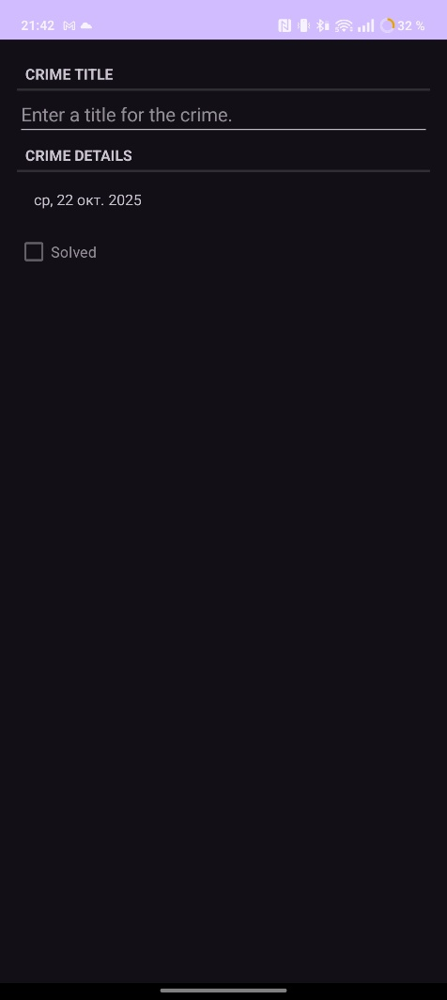 21:42 32 %
CRIME TITLE
Enter a title for the crime.
CRIME DETAILS
ср, 22 окт. 2025
Solved